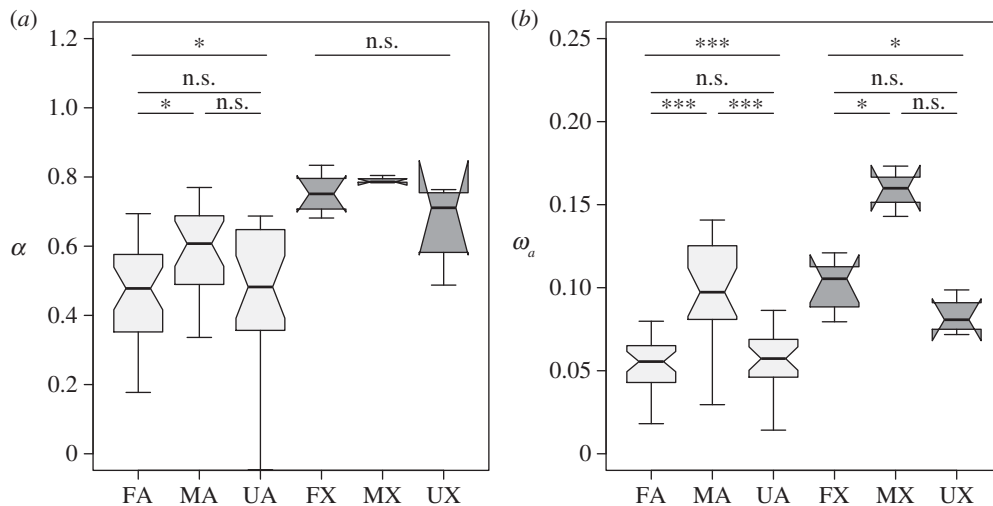 (a)
1.2
1.0
0.8
0.6
0.4
0.2
0
α
* n.s.
n.s.
* n.s.
FA MA UA FX MX UX
(b)
0.25
0.20
0.15
0.10
0.05
0
ωa
*** *
n.s. n.s.
*** *** * n.s.
FA MA UA FX MX UX